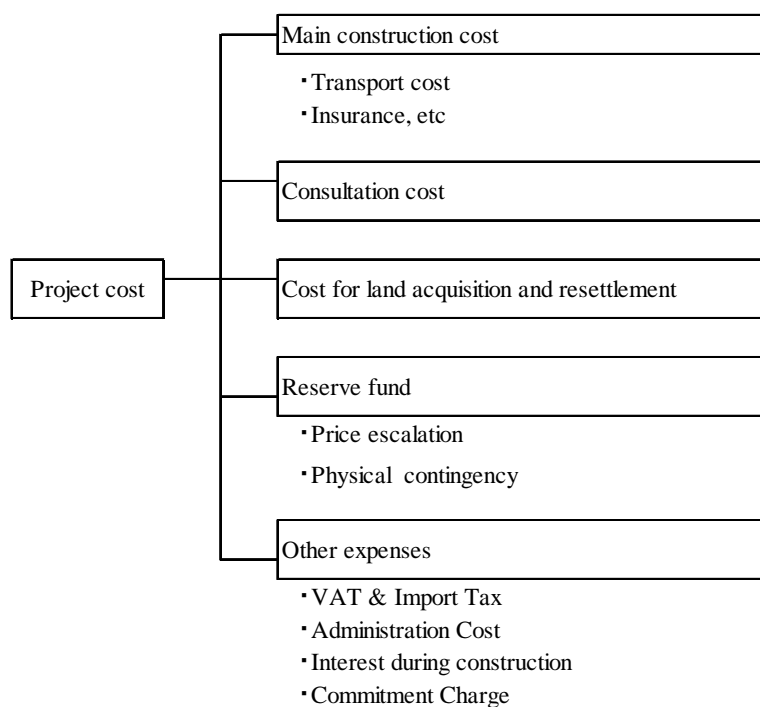 Main construction cost
・Transport cost
・Insurance, etc
Consultation cost
Project cost
Cost for land acquisition and resettlement
Reserve fund
・Price escalation
・Physical contingency
Other expenses
・VAT & Import Tax
・Administration Cost
・Interest during construction
・Commitment Charge